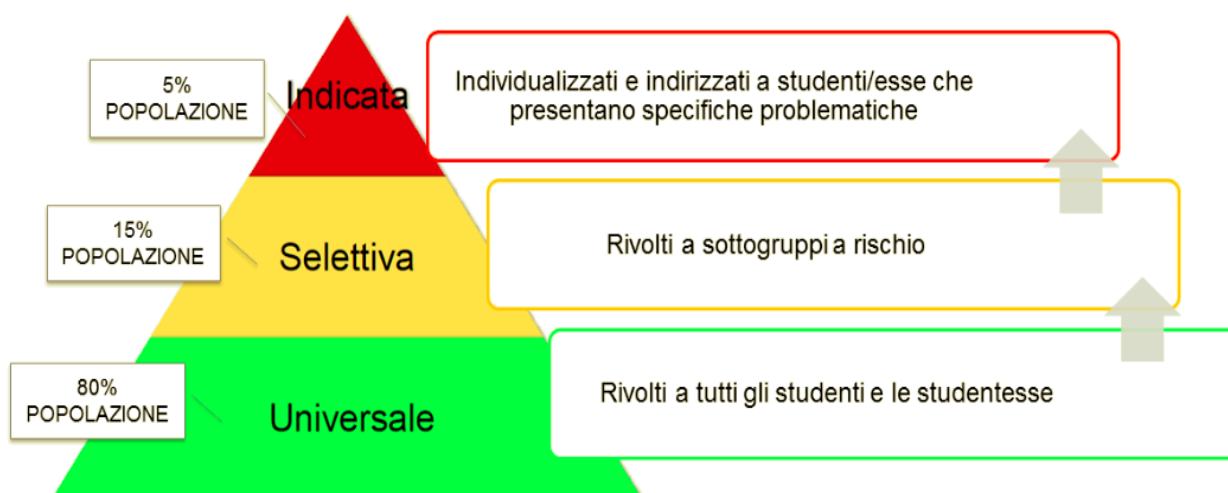 5%
POPOLAZIONE
Indicata
Individualizzati e indirizzati a studenti/esse che
presentano specifiche problematiche
15%
POPOLAZIONE
Selettiva
Rivolti a sottogruppi a rischio
80%
POPOLAZIONE
Universale
Rivolti a tutti gli studenti e le studentesse